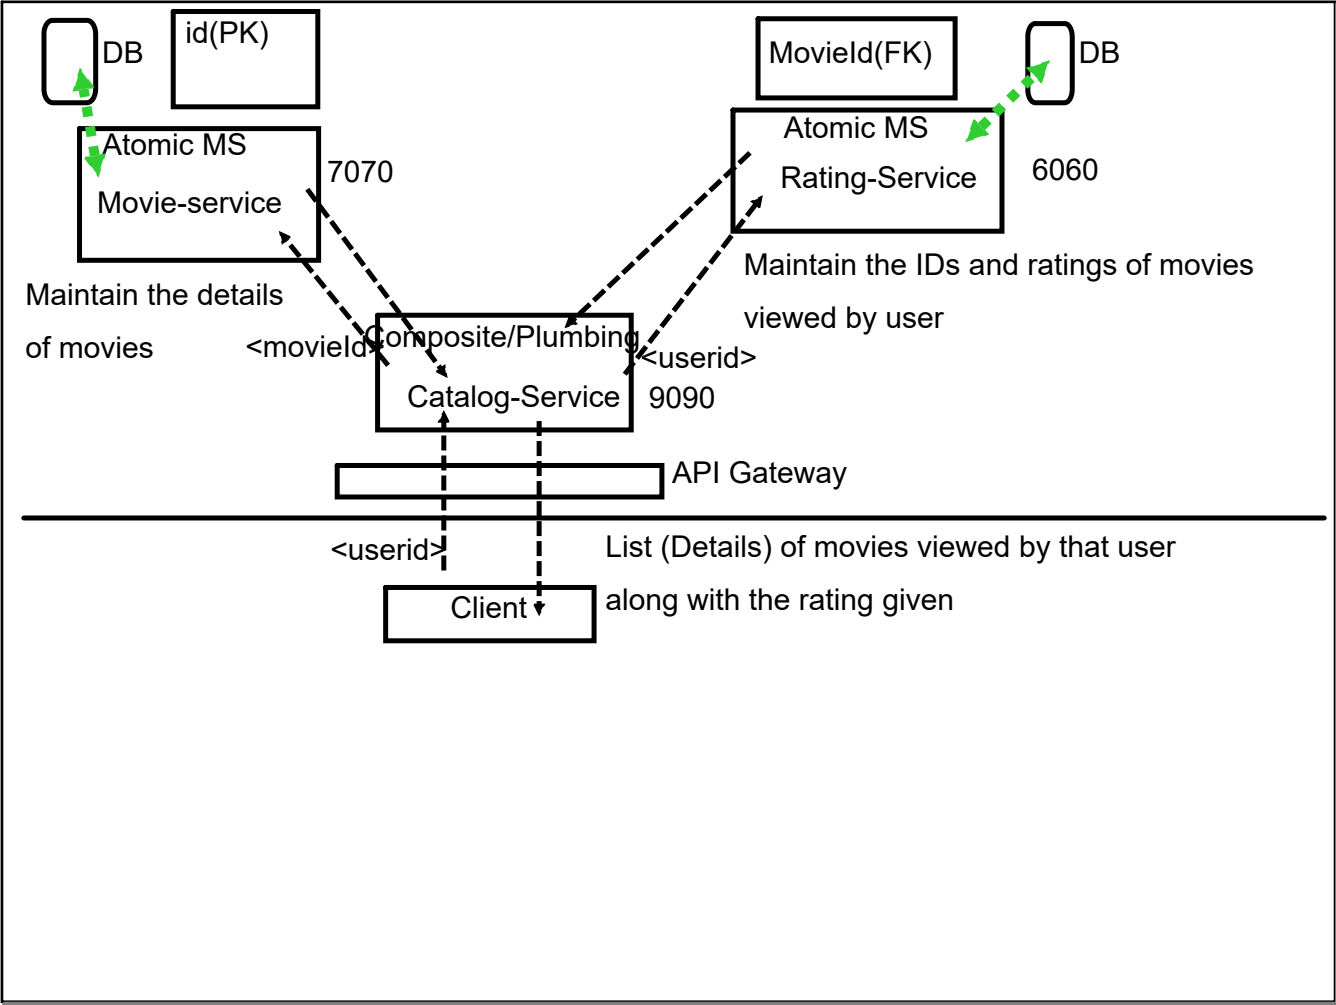 DB
id(PK)
MovieId(FK)
DB
Atomic MS
Movie-service
7070
Atomic MS
Rating-Service
6060
Maintain the details
of movies
Maintain the IDs and ratings of movies
viewed by user
<movieId>
Composite/Plumbing
Catalog-Service
<userid>
9090
API Gateway
<userid>
List (Details) of movies viewed by that user
along with the rating given
Client